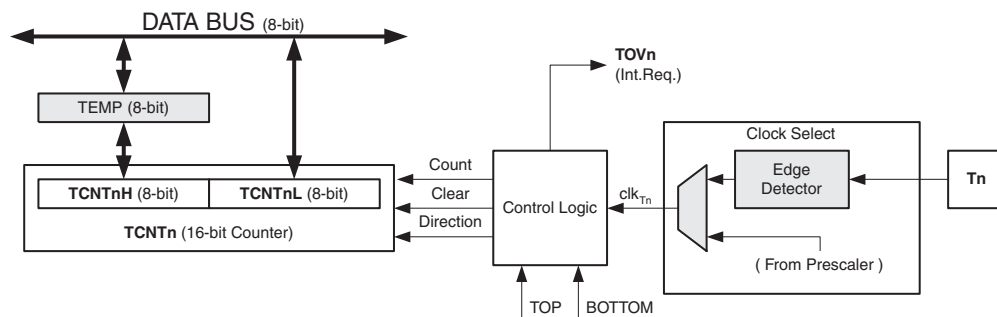 DATA BUS (8-bit)
TOVn
(Int.Req.)
TEMP (8-bit)
Clock Select
Count
Edge
Detector
Tn
TCNTnH (8-bit)
TCNTnL (8-bit)
Clear
Control Logic
clkTn
Direction
TCNTn (16-bit Counter)
( From Prescaler )
TOP
BOTTOM